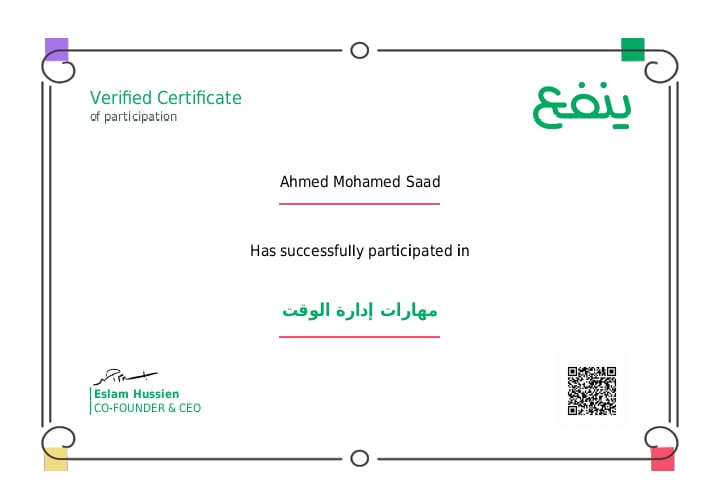 Verified Certificate
of participation
ينفع
Ahmed Mohamed Saad
Has successfully participated in
مهارات إدارة الوقت
Eslam Hussien
CO-FOUNDER & CEO